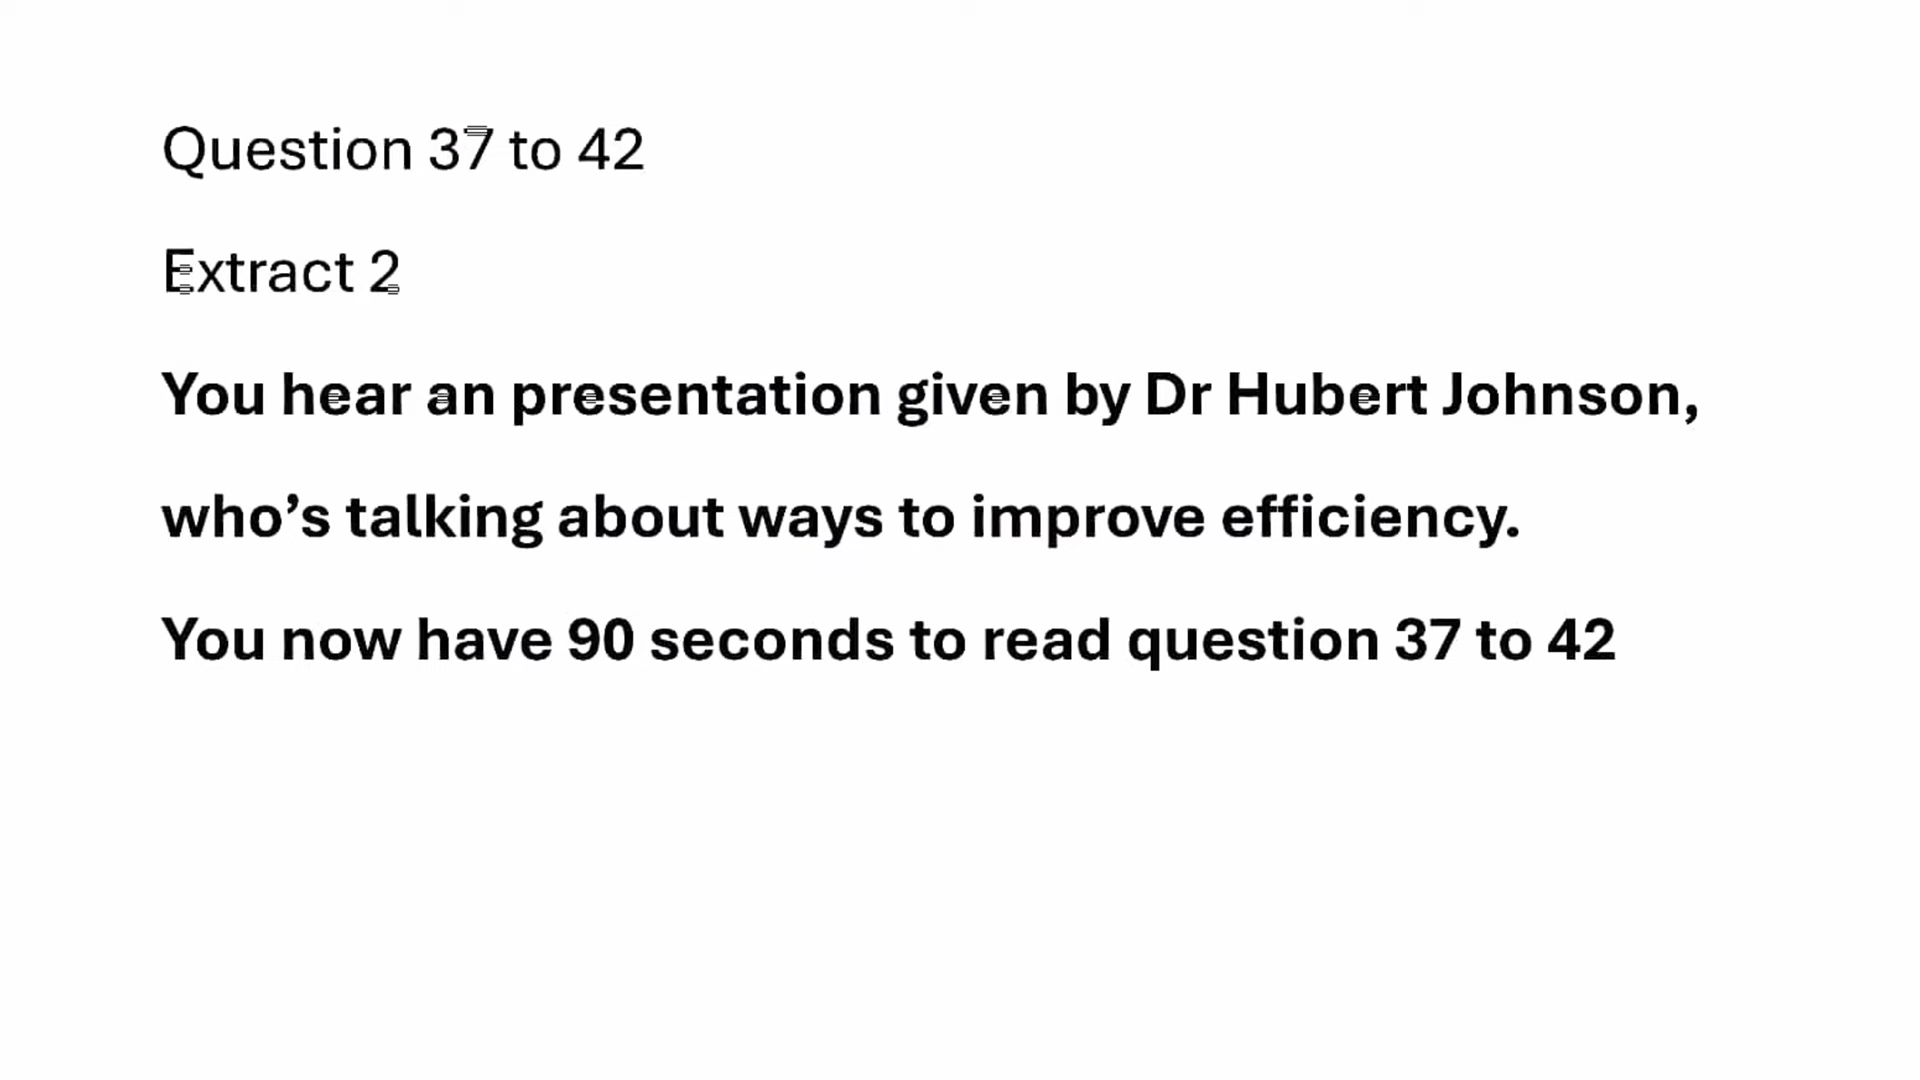 Question 37 to 42
Extract 2
You hear an presentation given by Dr Hubert Johnson,
who’s talking about ways to improve efficiency.
You now have 90 seconds to read question 37 to 42